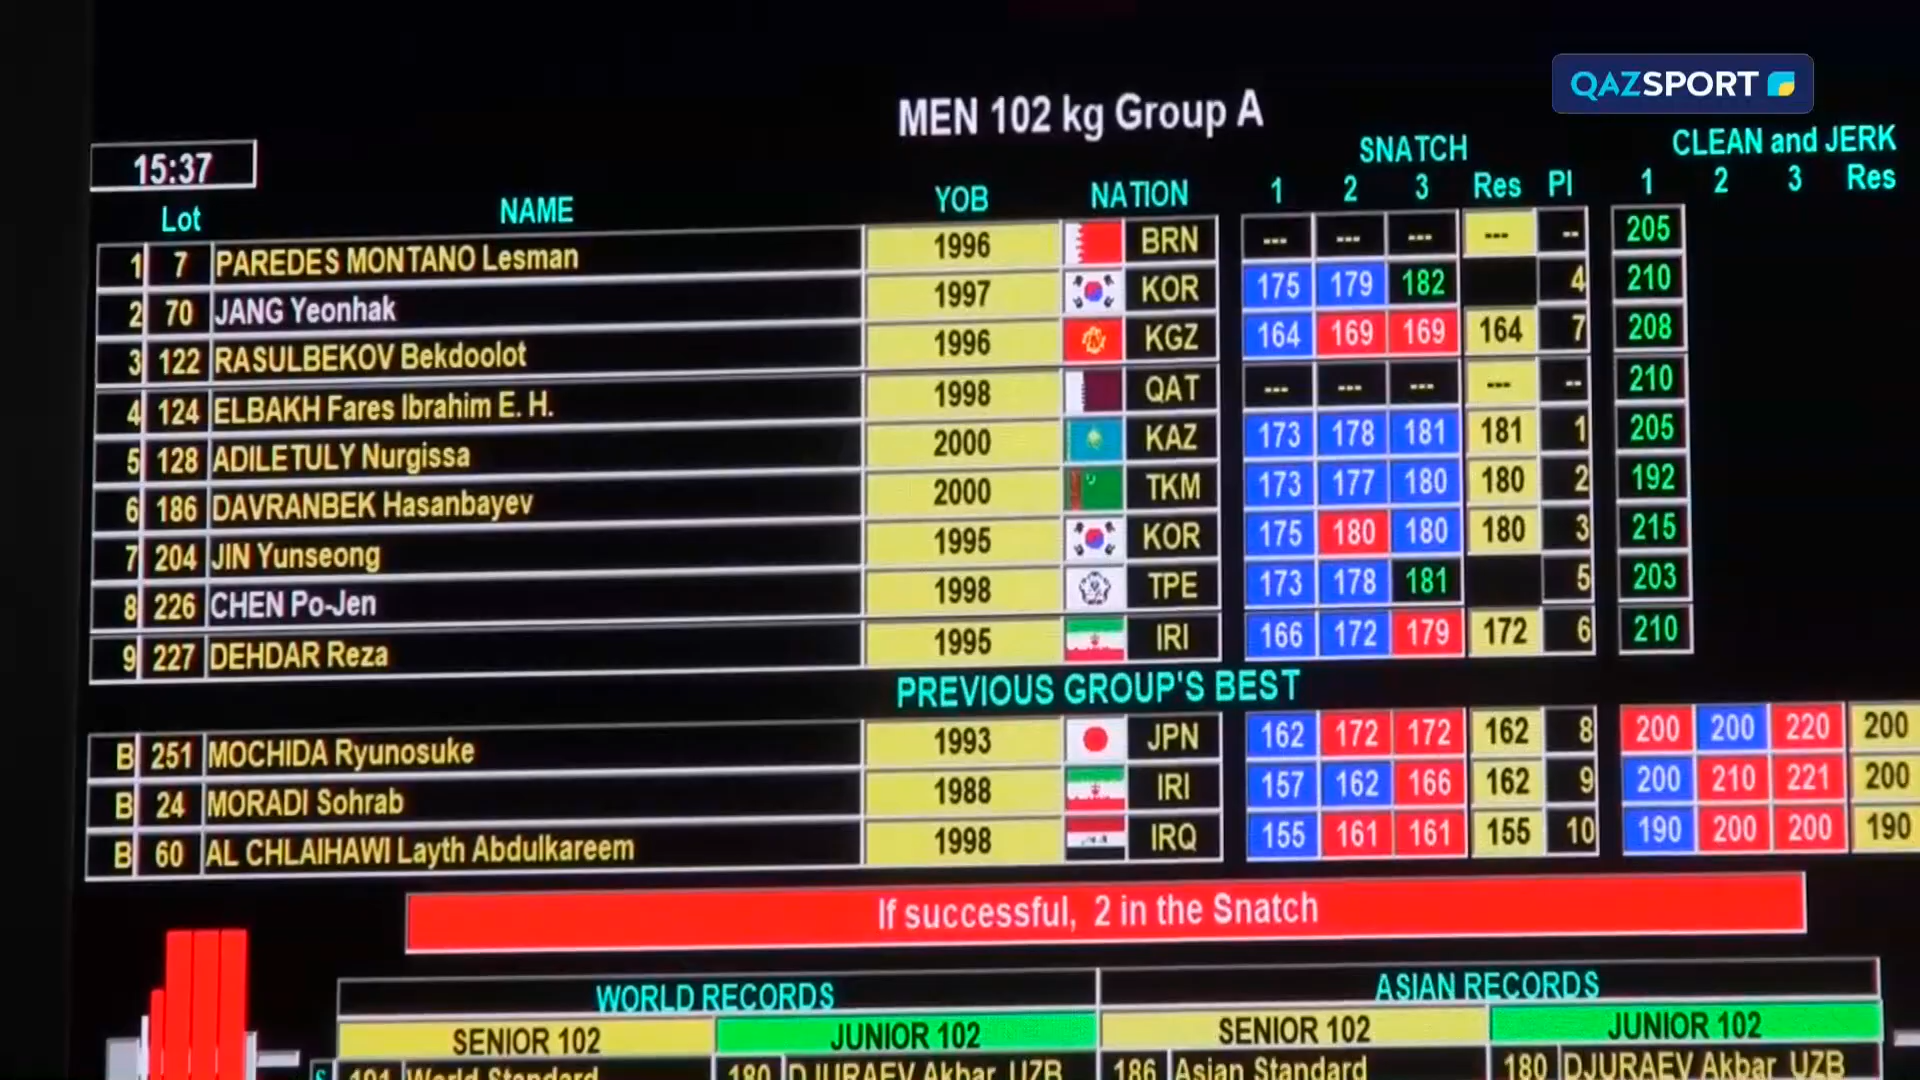 QAZSPORT
MEN 102 kg Group A
15:37
SNATCH CLEAN and JERK
Lot NAME YOB NATION 1 2 3 Res Pl 1 2 3 Res
1 7 PAREDES MONTANO Lesman 1996 BRN --- --- --- --- -- 205
2 70 JANG Yeonhak 1997 KOR 175 179 182 4 210
3 122 RASULBEKOV Bekdoolot 1996 KGZ 164 169 169 164 7 208
4 124 ELBAKH Fares Ibrahim E. H. 1998 QAT --- --- --- --- -- 210
5 128 ADILETULY Nurgissa 2000 KAZ 173 178 181 181 1 205
6 186 DAVRANBEK Hasanbayev 2000 TKM 173 177 180 180 2 192
7 204 JIN Yunseong 1995 KOR 175 180 180 180 3 215
8 226 CHEN Po-Jen 1998 TPE 173 178 181 5 203
9 227 DEHDAR Reza 1995 IRI 166 172 179 172 6 210
PREVIOUS GROUP'S BEST
B 251 MOCHIDA Ryunosuke 1993 JPN 162 172 172 162 8 200 200 220 200
B 24 MORADI Sohrab 1988 IRI 157 162 166 162 9 200 210 221 200
B 60 AL CHLAIHAWI Layth Abdulkareem 1998 IRQ 155 161 161 155 10 190 200 200 190
If successful, 2 in the Snatch
WORLD RECORDS ASIAN RECORDS
SENIOR 102 JUNIOR 102 SENIOR 102 JUNIOR 102
S 191 World Standard 180 DJURAEV Akbar UZB 186 Asian Standard 180 DJURAEV Akbar UZB